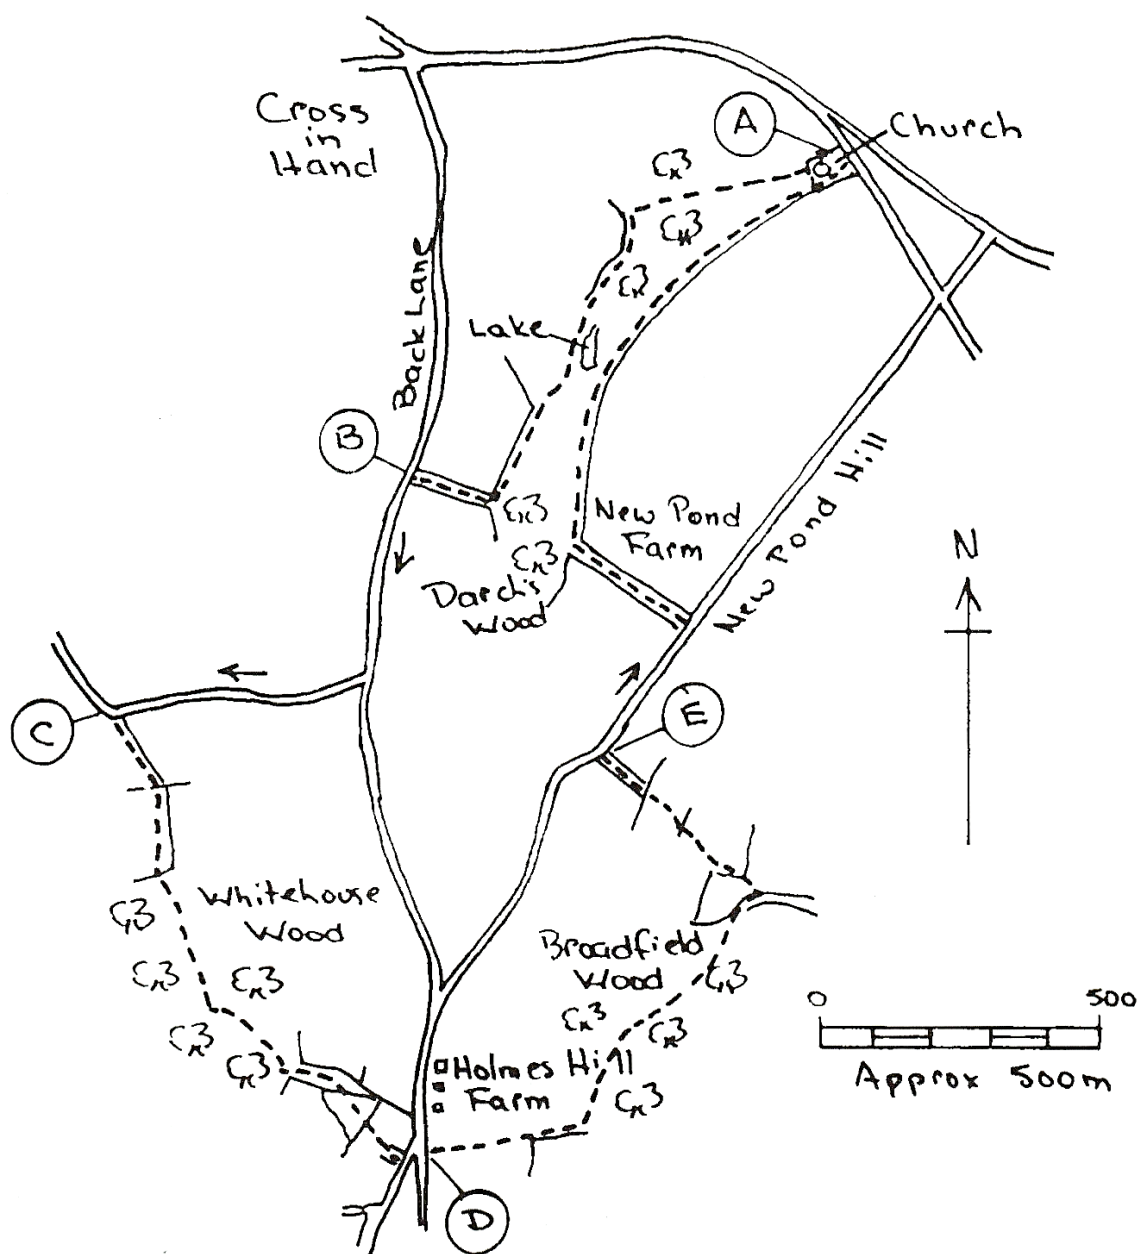 A
Church
Cross
in
Hand
Back Lane
Lake
B
New Pond
Farm
Darch's
Wood
New Pond Hill
N
C
E
Whitehouse
Wood
Broadfield
Wood
0 500
Approx 500m
Holmes Hill
Farm
D